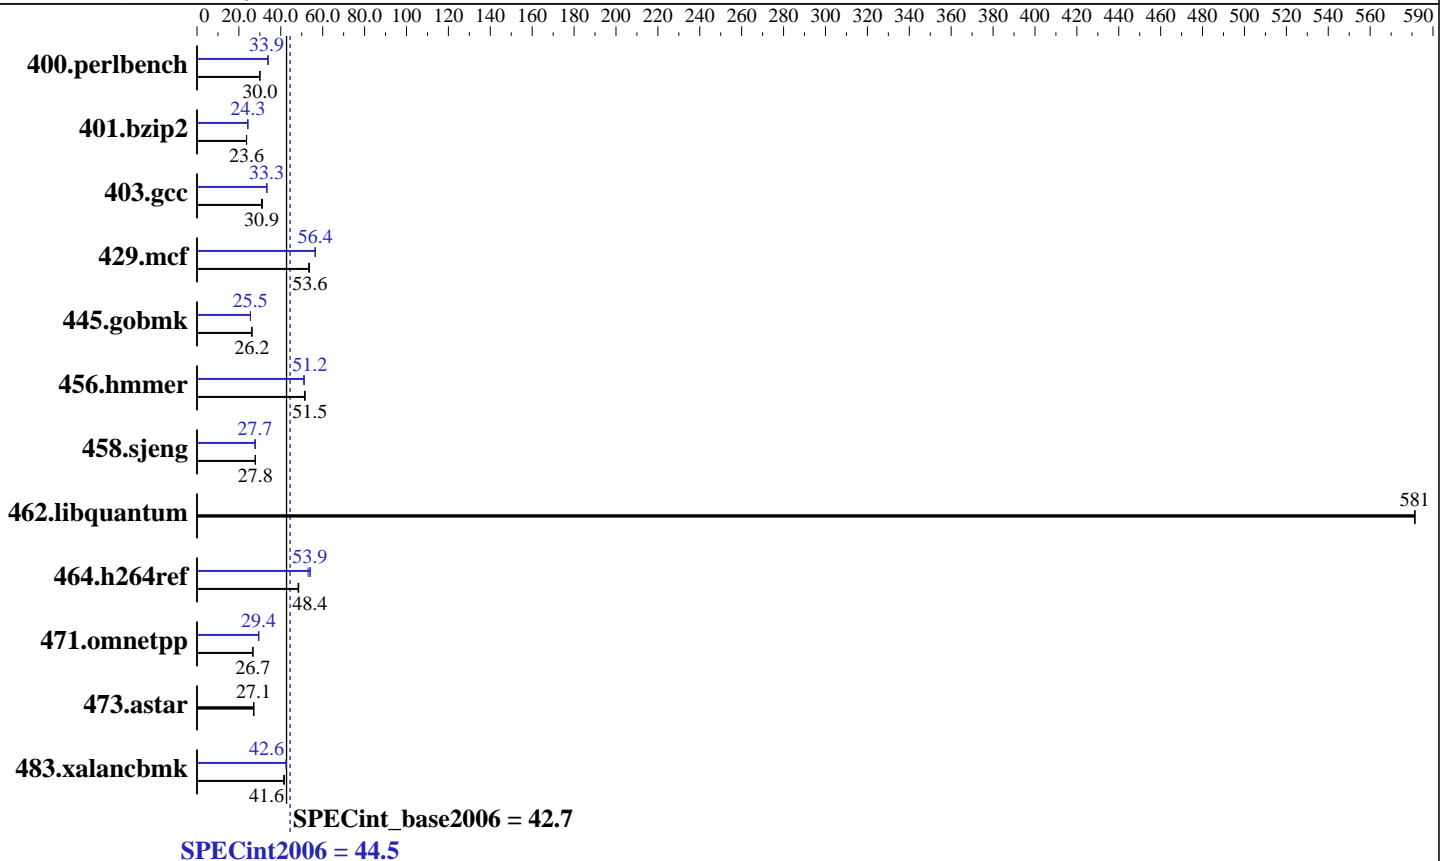 0 20.0 40.0 60.0 80.0 100 120 140 160 180 200 220 240 260 280 300 320 340 360 380 400 420 440 460 480 500 520 540 560 590
33.9
400.perlbench
30.0
24.3
401.bzip2
23.6
33.3
403.gcc
30.9
56.4
429.mcf
53.6
25.5
445.gobmk
26.2
51.2
456.hmmer
51.5
27.7
458.sjeng
27.8
581
462.libquantum
53.9
464.h264ref
48.4
29.4
471.omnetpp
26.7
27.1
473.astar
42.6
483.xalancbmk
41.6
SPECint_base2006 = 42.7
SPECint2006 = 44.5